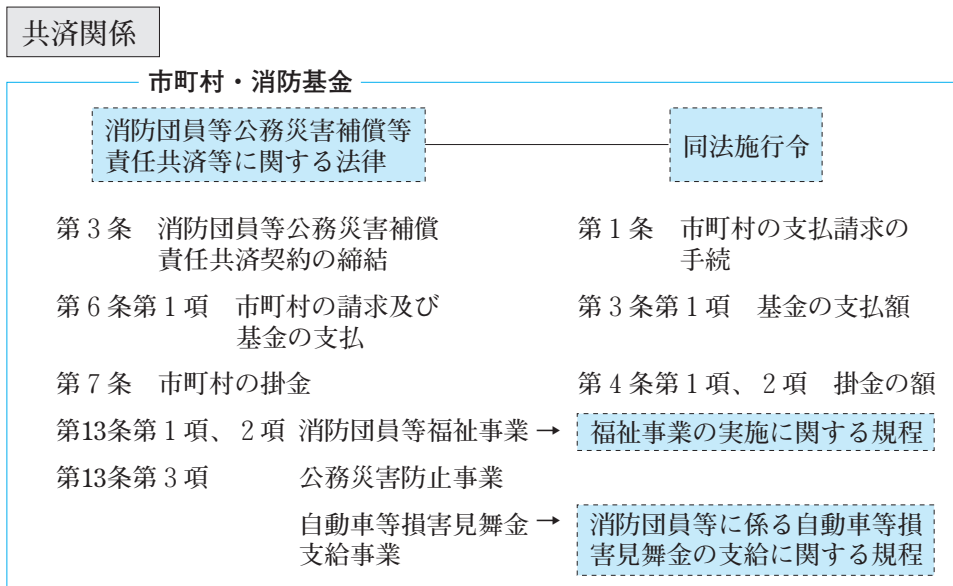 共済関係
市町村・消防基金
消防団員等公務災害補償等
責任共済等に関する法律
同法施行令
第3条 消防団員等公務災害補償
責任共済契約の締結
第1条 市町村の支払請求の
手続
第6条第1項 市町村の請求及び
基金の支払
第3条第1項 基金の支払額
第7条 市町村の掛金
第4条第1項、2項 掛金の額
第13条第1項、2項 消防団員等福祉事業→
福祉事業の実施に関する規程
第13条第3項 公務災害防止事業
自動車等損害見舞金→
支給事業
消防団員等に係る自動車等損
害見舞金の支給に関する規程